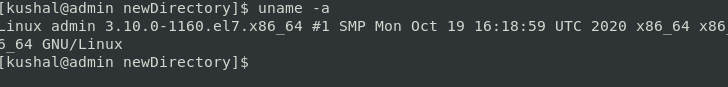 [kushal@admin newDirectory]$ uname -a
Linux admin 3.10.0-1160.el7.x86_64 #1 SMP Mon Oct 19 16:18:59 UTC 2020 x86_64 x86_
6_64 GNU/Linux
[kushal@admin newDirectory]$